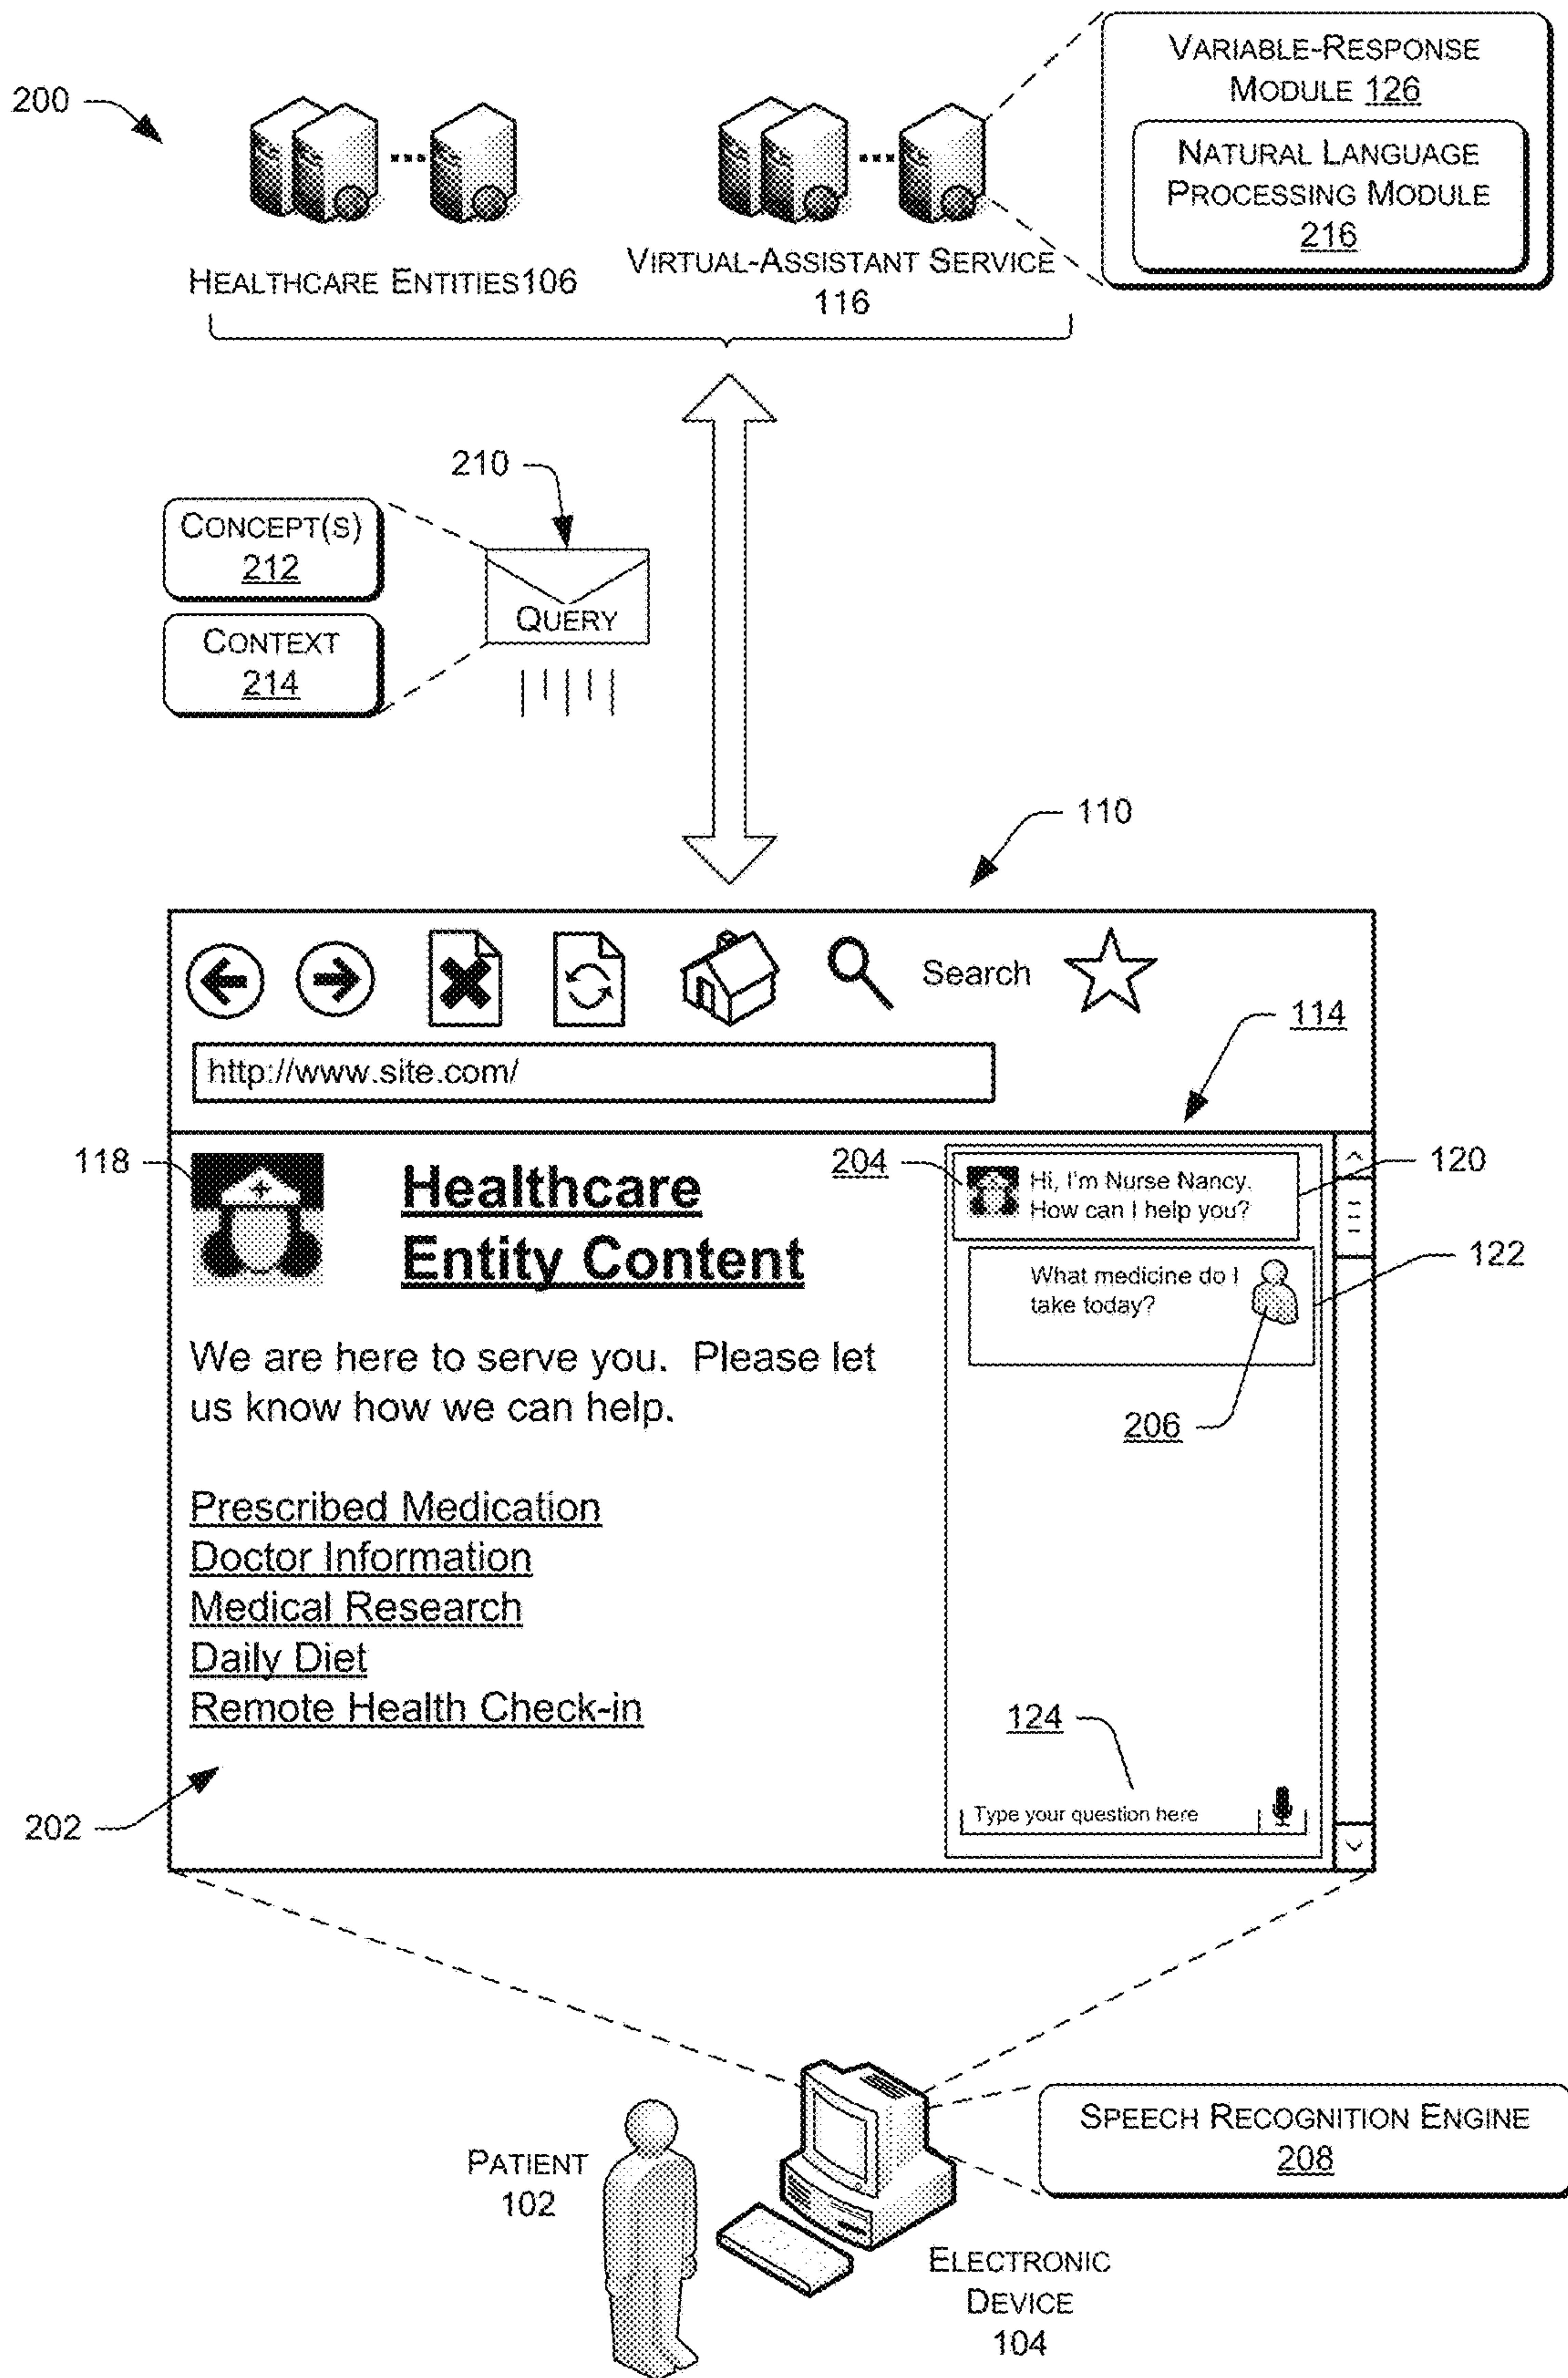 200
VARIABLE-RESPONSE
MODULE 126
NATURAL LANGUAGE
PROCESSING MODULE
216
HEALTHCARE ENTITIES106
VIRTUAL-ASSISTANT SERVICE
116
210
CONCEPT(S)
212
CONTEXT
214
QUERY
110
Search
114
http://www.site.com/
118
Healthcare
Entity Content
204
Hi, I'm Nurse Nancy.
How can I help you?
120
What medicine do I
take today?
122
206
We are here to serve you. Please let
us know how we can help.
Prescribed Medication
Doctor Information
Medical Research
Daily Diet
Remote Health Check-in
124
Type your question here
202
PATIENT
102
SPEECH RECOGNITION ENGINE
208
ELECTRONIC
DEVICE
104